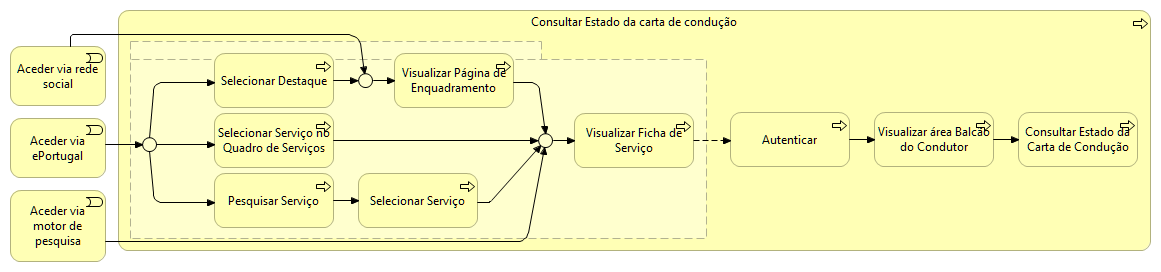 Consultar Estado da carta de condução
Aceder via rede
social
Selecionar Destaque
Visualizar Página de
Enquadramento
Aceder via
ePortugal
Selecionar Serviço no
Quadro de Serviços
Visualizar Ficha de
Serviço
Autenticar
Visualizar área Balcão
do Condutor
Consultar Estado da
Carta de Condução
Pesquisar Serviço
Selecionar Serviço
Aceder via
motor de
pesquisa